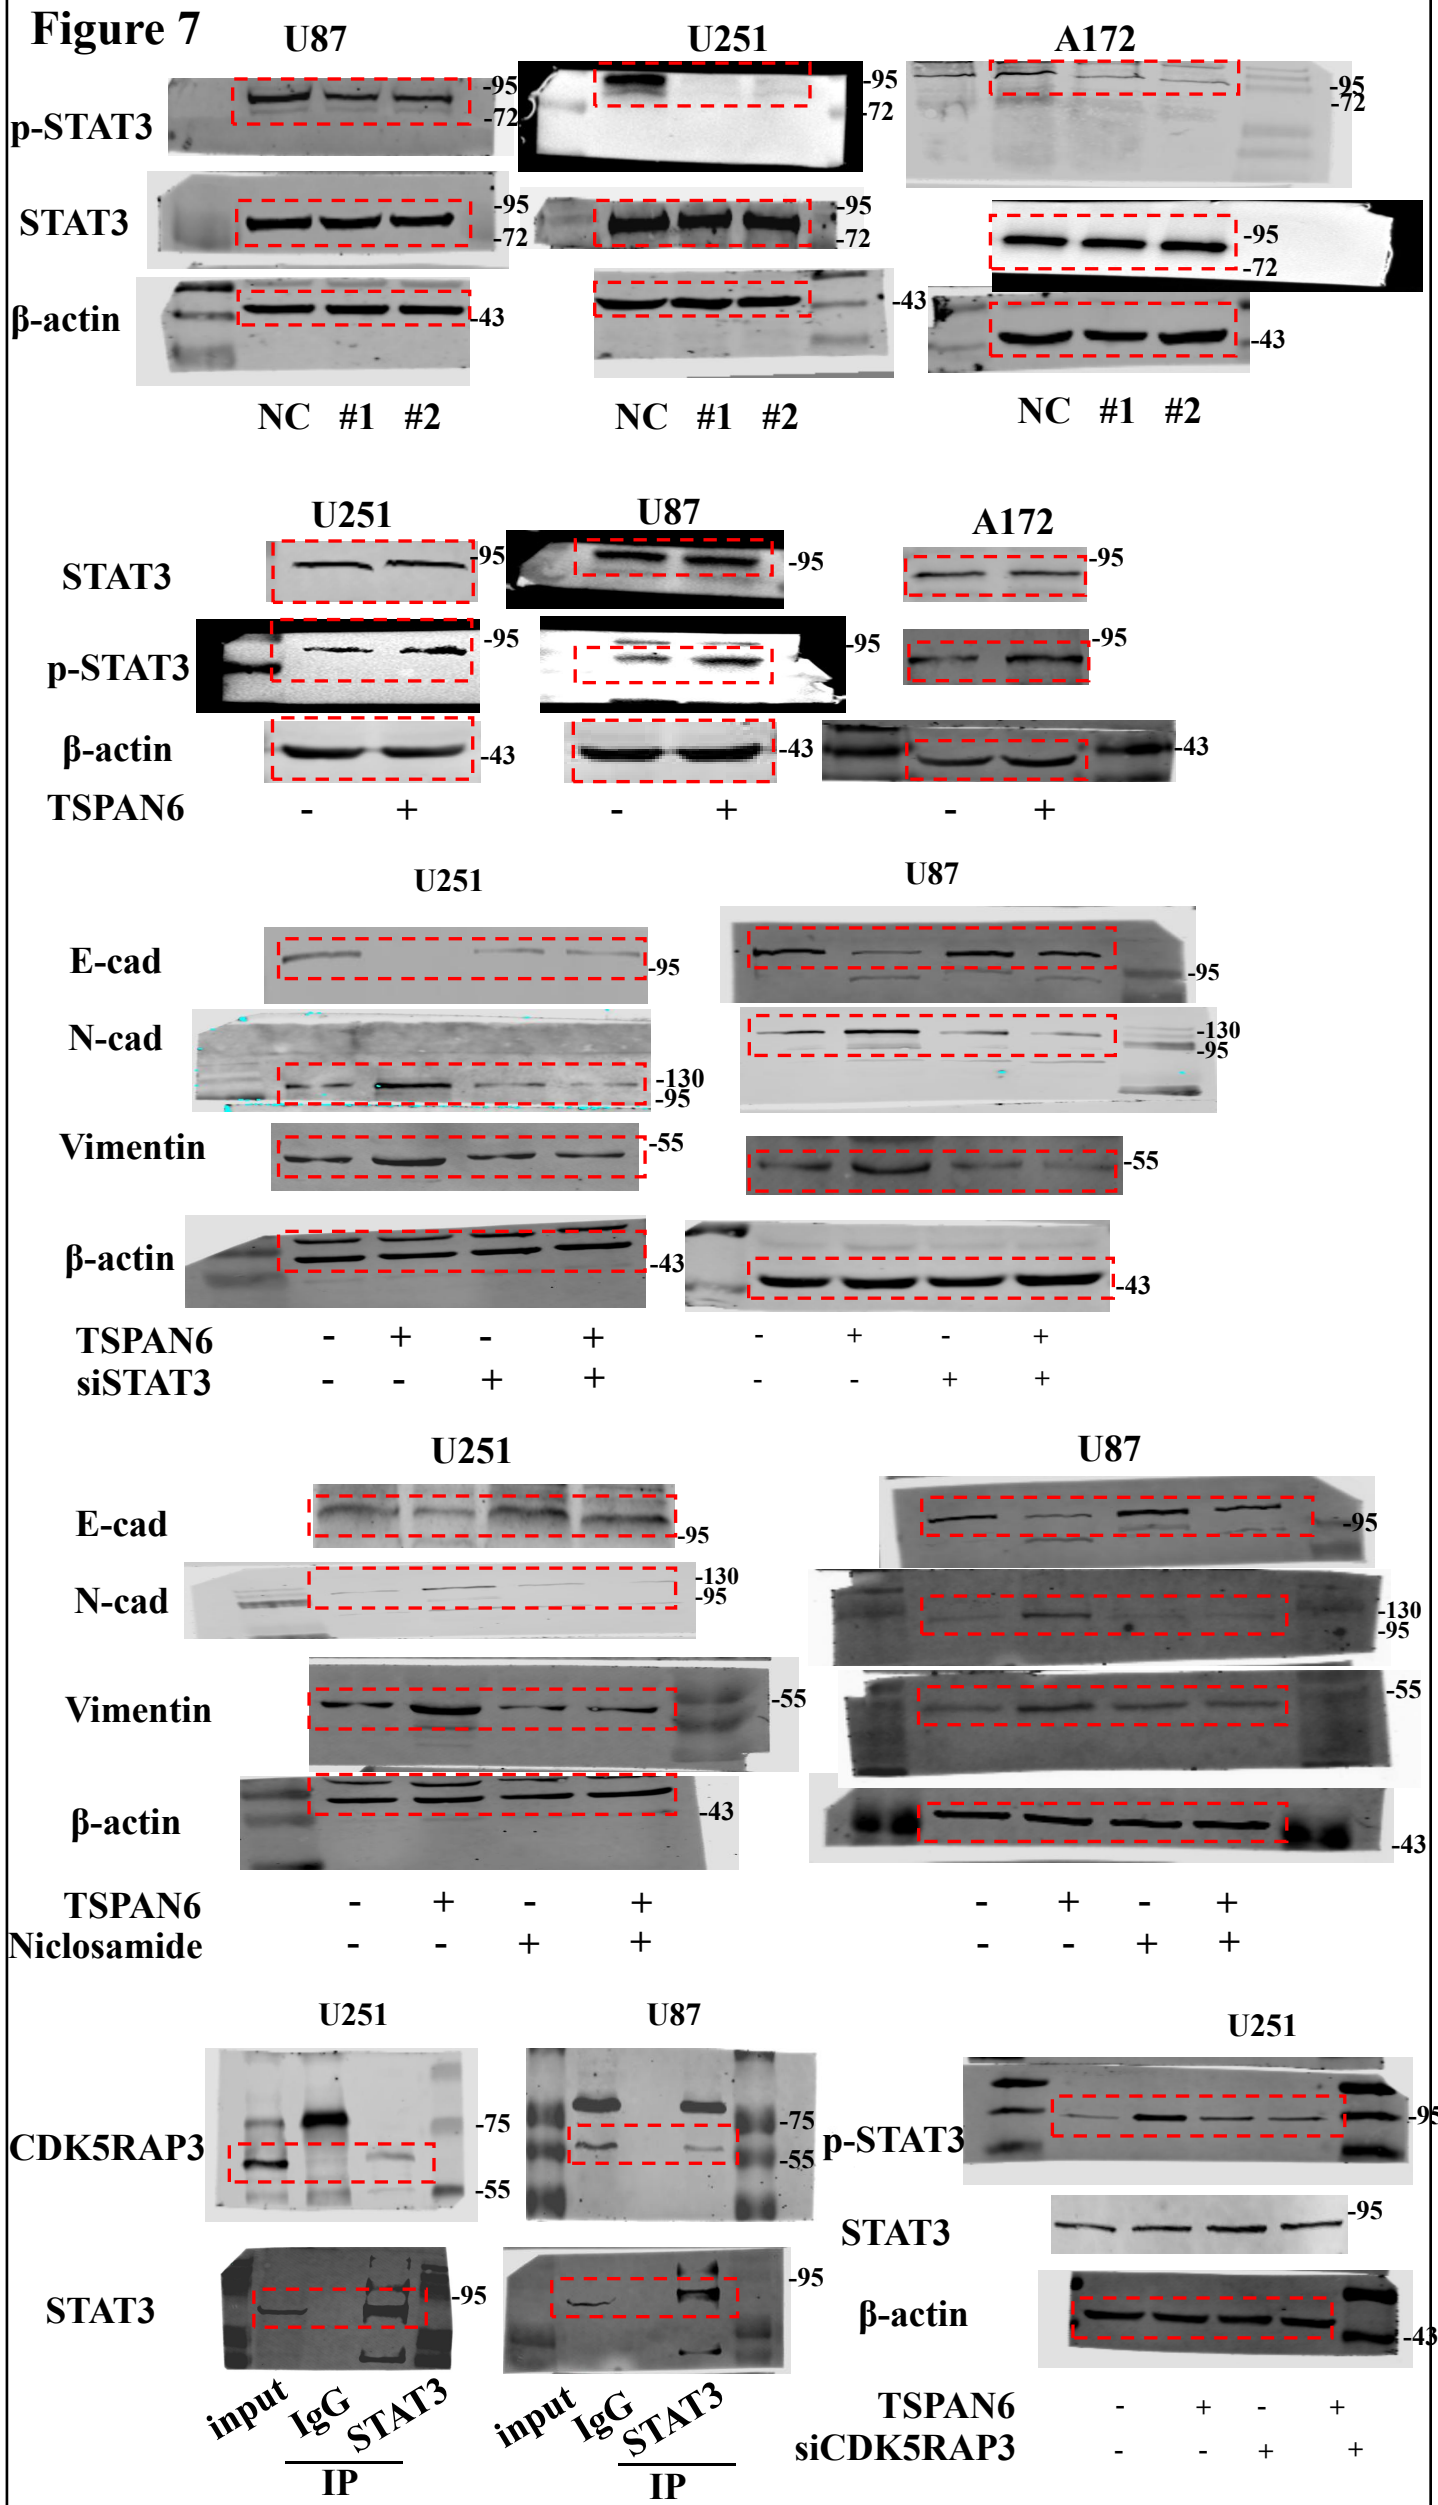 Figure 7
U87 U251 A172
p-STAT3 -95 -72 -95 -72 -95 -72
STAT3 -95 -72 -95 -72 -95 -72
β-actin -43 -43 -43
NC #1 #2 NC #1 #2 NC #1 #2
U251 U87 A172
STAT3 -95 -95 -95
p-STAT3 -95 -95 -95
β-actin -43 -43 -43
TSPAN6 - + - + - +
U251 U87
E-cad -95 -95
N-cad -130 -95 -130 -95
Vimentin -55 -55
β-actin -43 -43
TSPAN6 - + - + - + - +
siSTAT3 - - + + - - + +
U251 U87
E-cad -95 -95
N-cad -130 -95 -130 -95
Vimentin -55 -55
β-actin -43 -43
TSPAN6 - + - + - + - +
Niclosamide - - + + - - + +
U251 U87 U251
CDK5RAP3 -75 -55 -75 -55 p-STAT3 -95
STAT3 -95
STAT3 -95 -95 β-actin -43
input IgG STAT3 input IgG STAT3
IP IP
TSPAN6 - + - +
siCDK5RAP3 - - + +